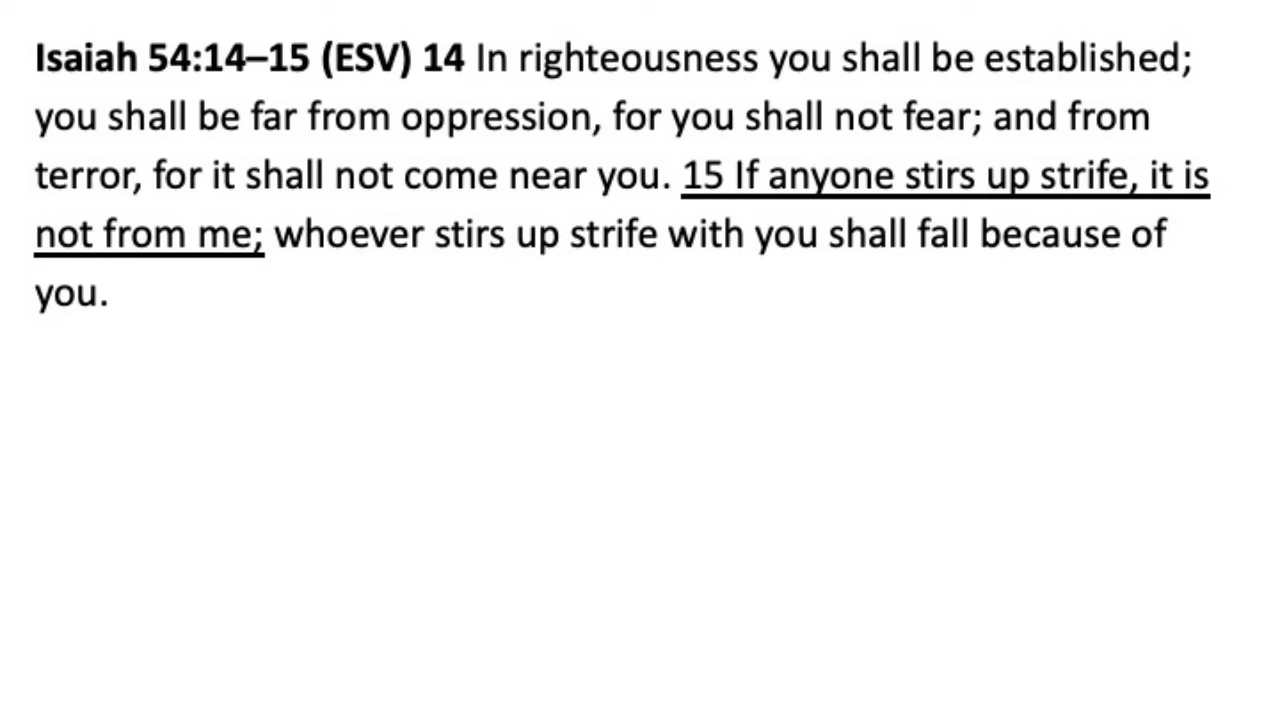 Isaiah 54:14–15 (ESV) 14 In righteousness you shall be established;
you shall be far from oppression, for you shall not fear; and from
terror, for it shall not come near you. 15 If anyone stirs up strife, it is
not from me; whoever stirs up strife with you shall fall because of
you.